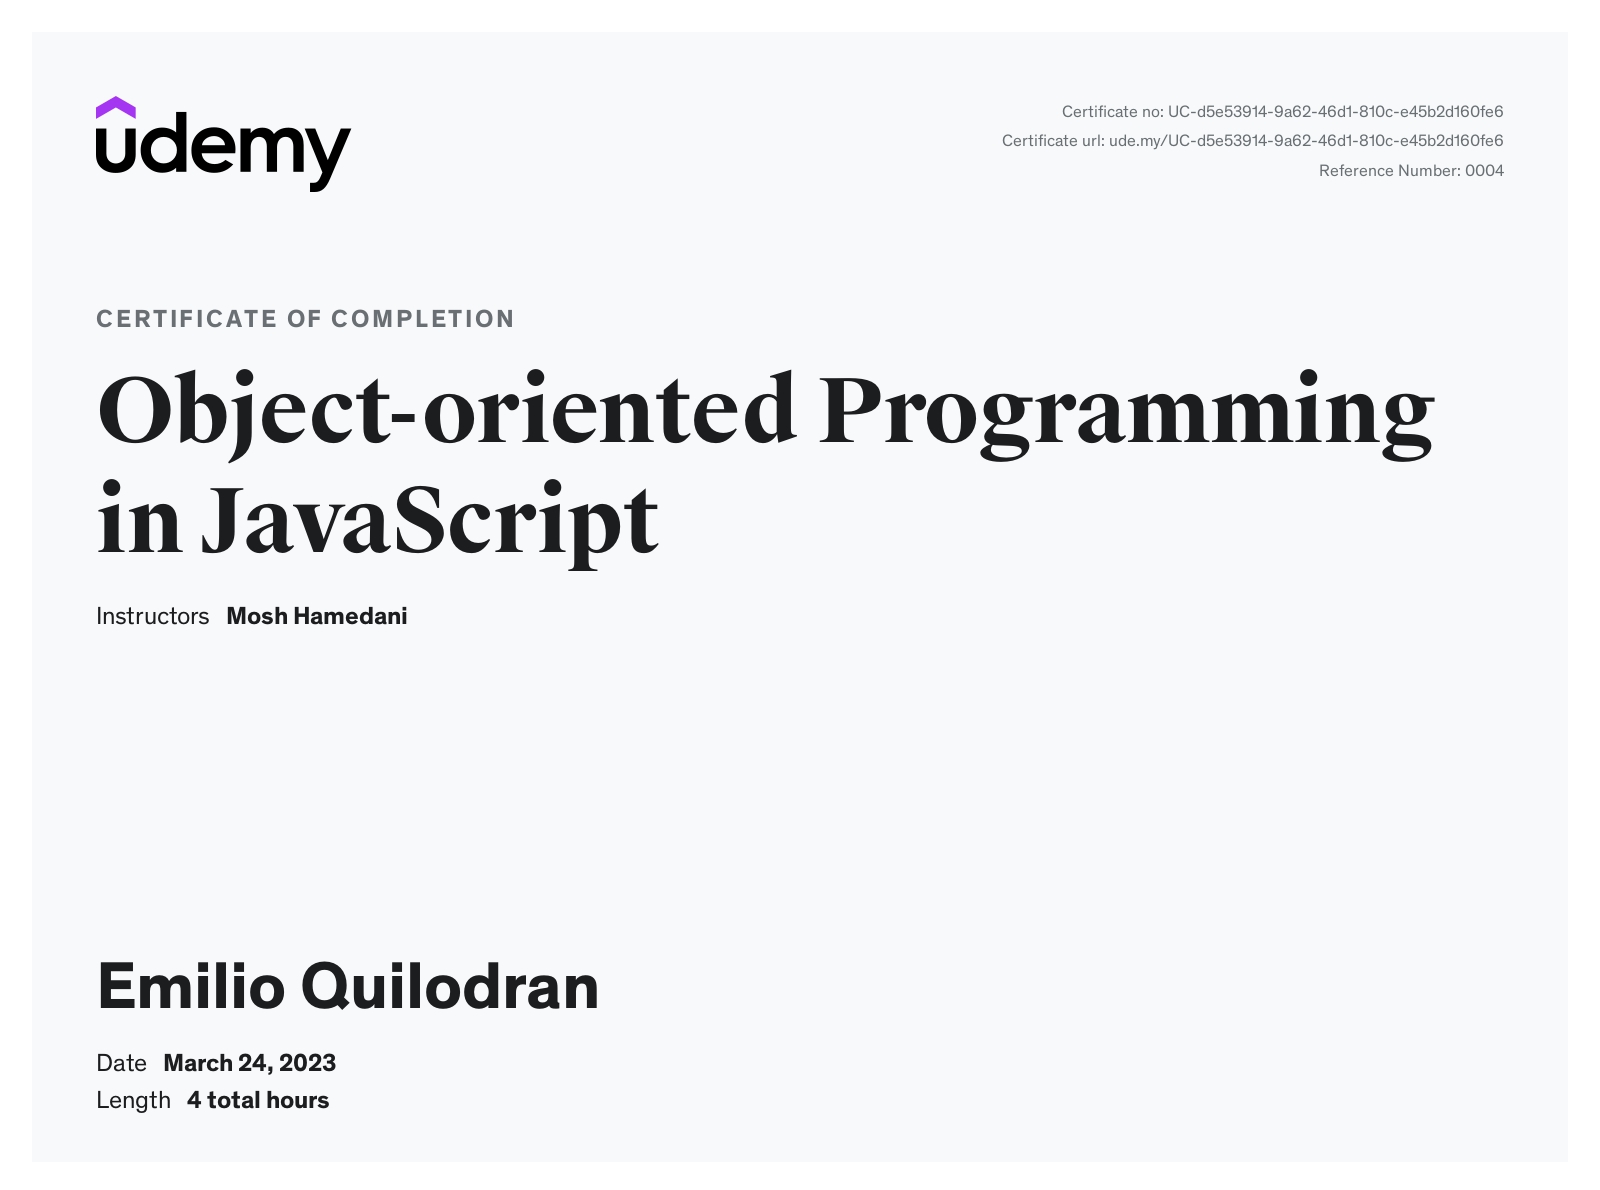 udemy
Certificate no: UC-d5e53914-9a62-46d1-810c-e45b2d160fe6
Certificate url: ude.my/UC-d5e53914-9a62-46d1-810c-e45b2d160fe6
Reference Number: 0004
CERTIFICATE OF COMPLETION
Object-oriented Programming
in JavaScript
Instructors Mosh Hamedani
Emilio Quilodran
Date March 24, 2023
Length 4 total hours